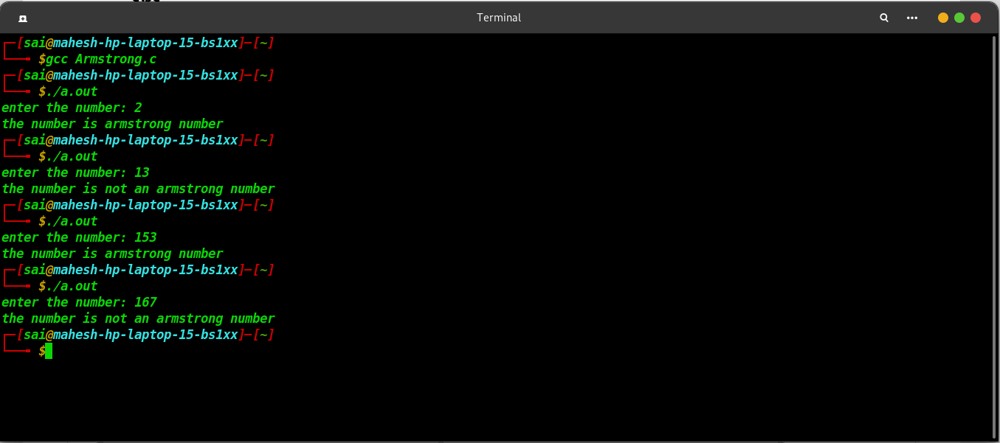 Terminal
┌─[sai@mahesh-hp-laptop-15-bs1xx]─[~]
└──╼ $gcc Armstrong.c
┌─[sai@mahesh-hp-laptop-15-bs1xx]─[~]
└──╼ $./a.out
enter the number: 2
the number is armstrong number
┌─[sai@mahesh-hp-laptop-15-bs1xx]─[~]
└──╼ $./a.out
enter the number: 13
the number is not an armstrong number
┌─[sai@mahesh-hp-laptop-15-bs1xx]─[~]
└──╼ $./a.out
enter the number: 153
the number is armstrong number
┌─[sai@mahesh-hp-laptop-15-bs1xx]─[~]
└──╼ $./a.out
enter the number: 167
the number is not an armstrong number
┌─[sai@mahesh-hp-laptop-15-bs1xx]─[~]
└──╼ $